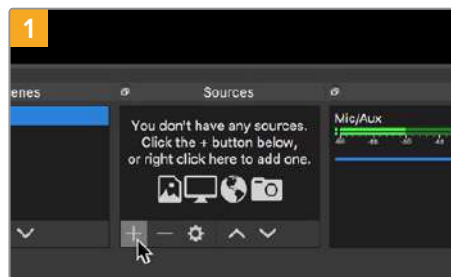 1
enes
Sources
You don't have any sources.
Click the + button below,
or right click here to add one.
Mic/Aux